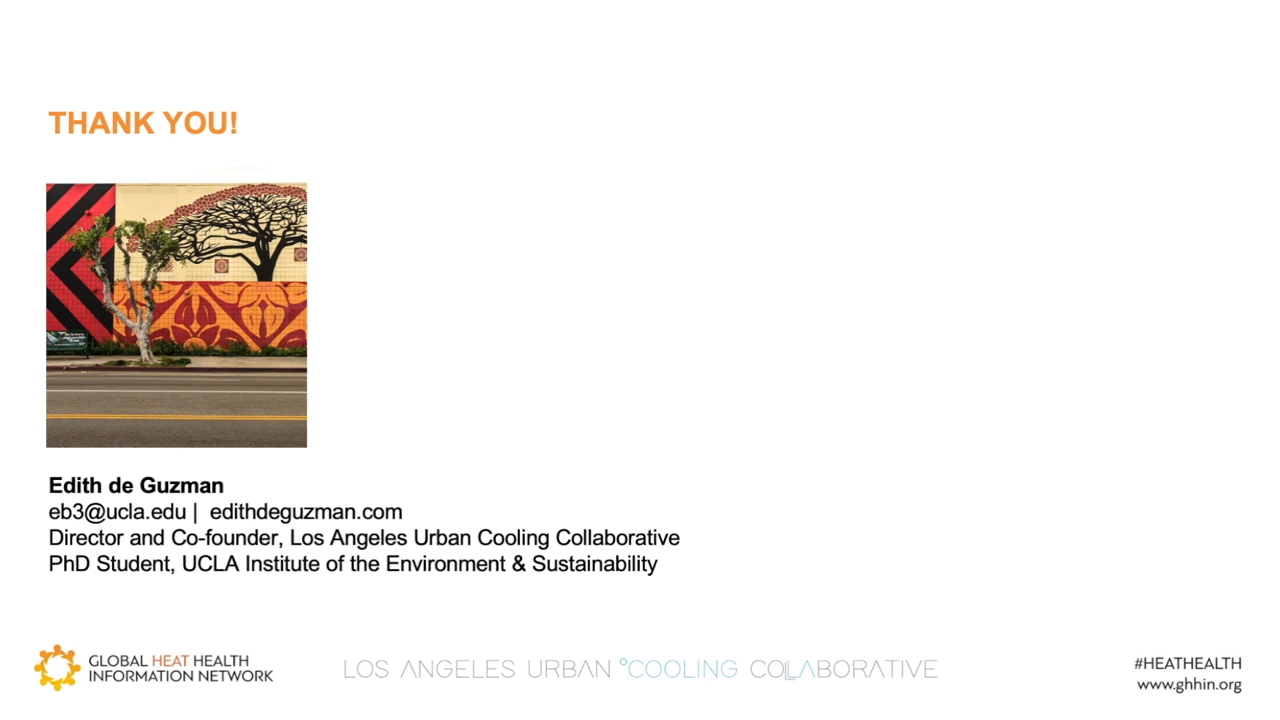 THANK YOU!
Edith de Guzman
eb3@ucla.edu | edithdeguzman.com
Director and Co-founder, Los Angeles Urban Cooling Collaborative
PhD Student, UCLA Institute of the Environment & Sustainability
GLOBAL HEAT HEALTH
INFORMATION NETWORK
LOS ANGELES URBAN °COOLING COLLABORATIVE
#HEATHEALTH
www.ghhin.org